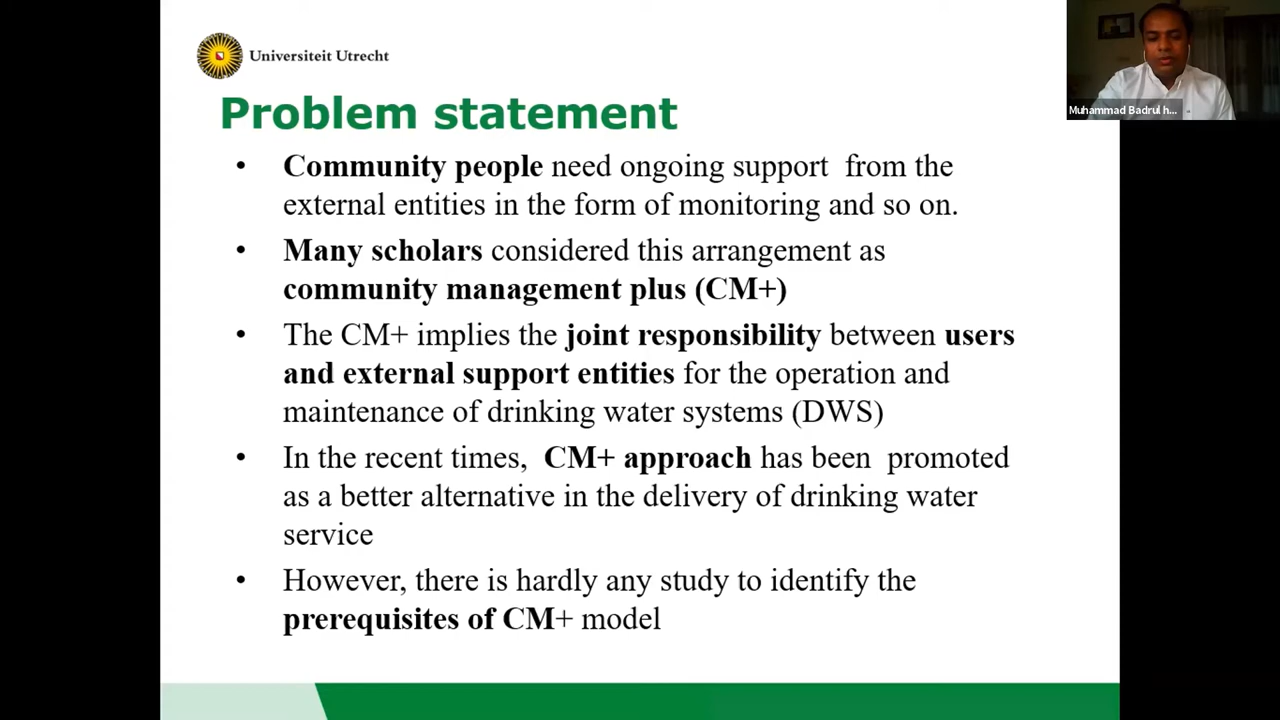 Universiteit Utrecht
Muhammad Badrul h...
Problem statement
• Community people need ongoing support from the
external entities in the form of monitoring and so on.
• Many scholars considered this arrangement as
community management plus (CM+)
• The CM+ implies the joint responsibility between users
and external support entities for the operation and
maintenance of drinking water systems (DWS)
• In the recent times, CM+ approach has been promoted
as a better alternative in the delivery of drinking water
service
• However, there is hardly any study to identify the
prerequisites of CM+ model